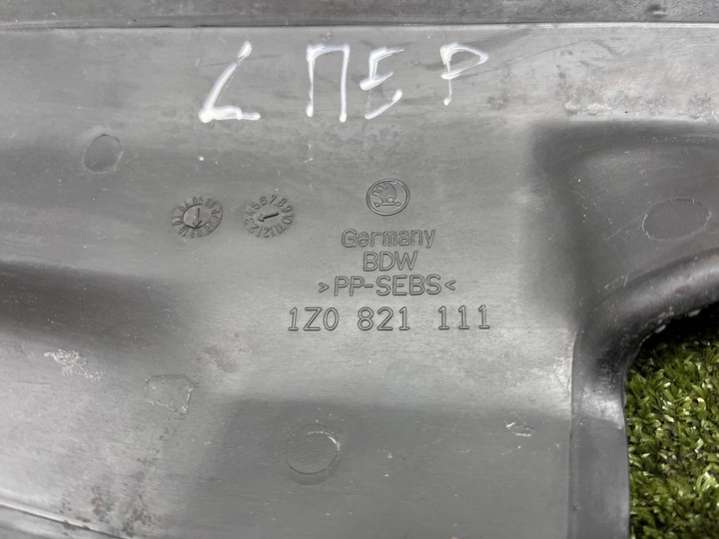 L ПЕР
Germany
BDW
>PP-SEBS<
1Z0 821 111